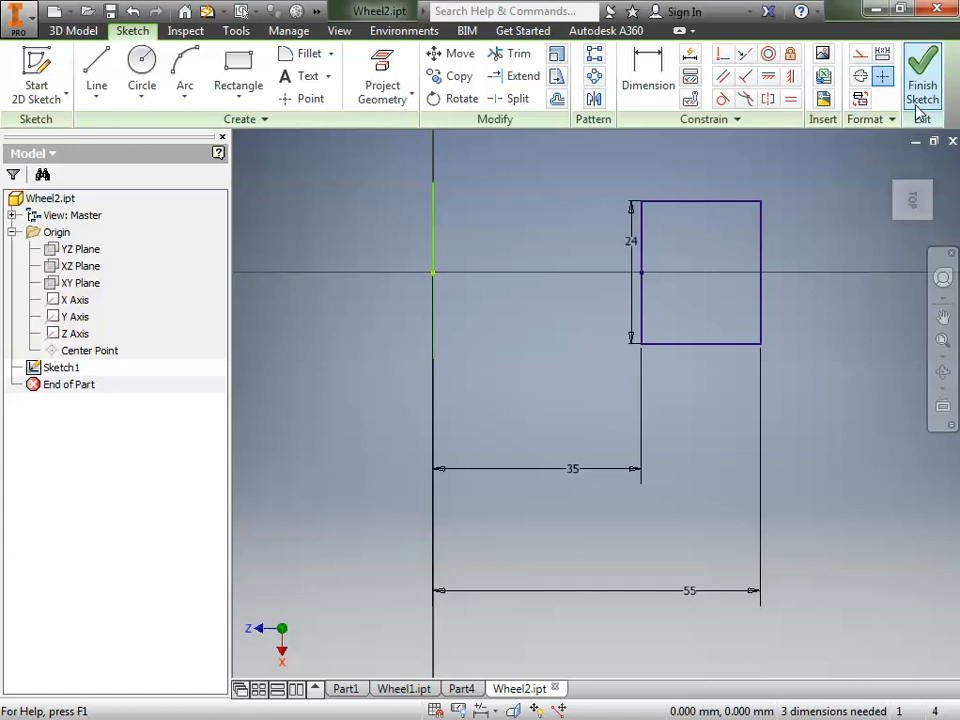 Wheel2.ipt
Search Help & Commands...
Sign In
PRO
3D Model
Sketch
Inspect
Tools
Manage
View
Environments
BIM
Get Started
Autodesk A360
Start
2D Sketch
Line
Circle
Arc
Rectangle
Fillet
Text
Point
Project
Geometry
Move
Copy
Rotate
Trim
Extend
Split
Dimension
Finish
Sketch
Sketch
Create
Modify
Pattern
Constrain
Insert
Format
Exit
Model
Wheel2.ipt
View: Master
Origin
YZ Plane
XZ Plane
XY Plane
X Axis
Y Axis
Z Axis
Center Point
Sketch1
End of Part
TOP
24
35
55
Z
X
Part1
Wheel1.ipt
Part4
Wheel2.ipt
For Help, press F1
0.000 mm, 0.000 mm
3 dimensions needed
1
4